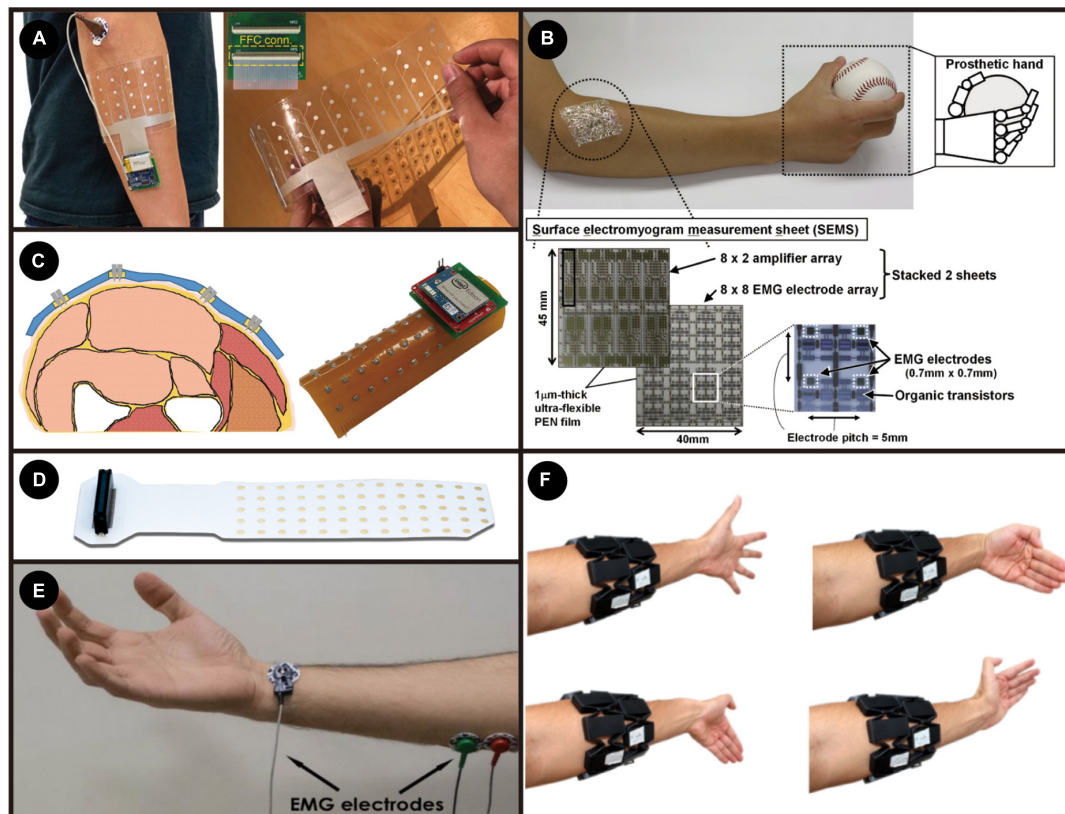 A
FFC conn.
B
Prosthetic hand
Surface electromyogram measurement sheet (SEMS)
8 x 2 amplifier array
8 x 8 EMG electrode array
Stacked 2 sheets
45 mm
EMG electrodes
(0.7mm x 0.7mm)
Organic transistors
1μm-thick
ultra-flexible
PEN film
40mm
Electrode pitch = 5mm
C
D
E
EMG electrodes
F